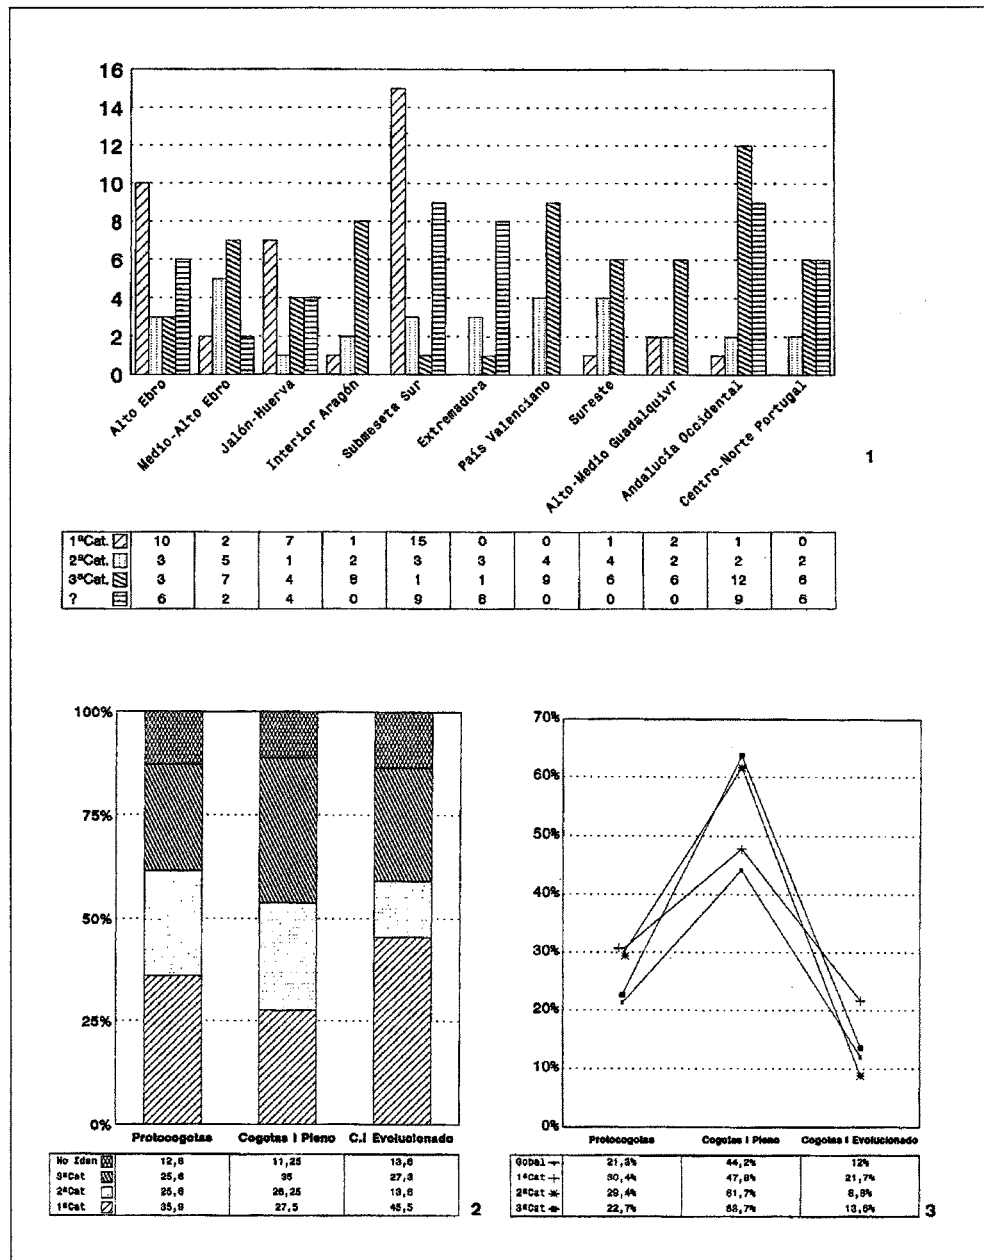 16
14
12
10
8
6
4
2
0
Alto Ebro
Medio-Alto Ebro
Jalón-Huerva
Interior Aragón
Submeseta Sur
Extremadura
País Valenciano
Sureste
Alto-Medio Guadalquivr
Andalucía Occidental
Centro-Norte Portugal
1
1ªCat. 10 2 7 1 15 0 0 1 2 1 0
2ªCat. 3 5 1 2 3 3 4 4 2 2 2
3ªCat. 3 7 4 8 1 1 9 6 6 12 6
? 6 2 4 0 9 8 0 0 0 9 6
100%
75%
50%
25%
0%
Protocogotas Cogotas I Pleno C.I Evolucionado
No Iden 12,8 11,25 13,6
3ªCat 25,6 35 27,3
2ªCat 25,6 26,25 13,6
1ªCat 35,9 27,5 45,5
2
70%
60%
50%
40%
30%
20%
10%
0%
Protocogotas Cogotas I Pleno Cogotas I Evolucionado
Gobal 21,3% 44,2% 12%
1ªCat 30,4% 47,8% 21,7%
2ªCat 29,4% 61,7% 8,8%
3ªCat 22,7% 63,7% 13,6%
3